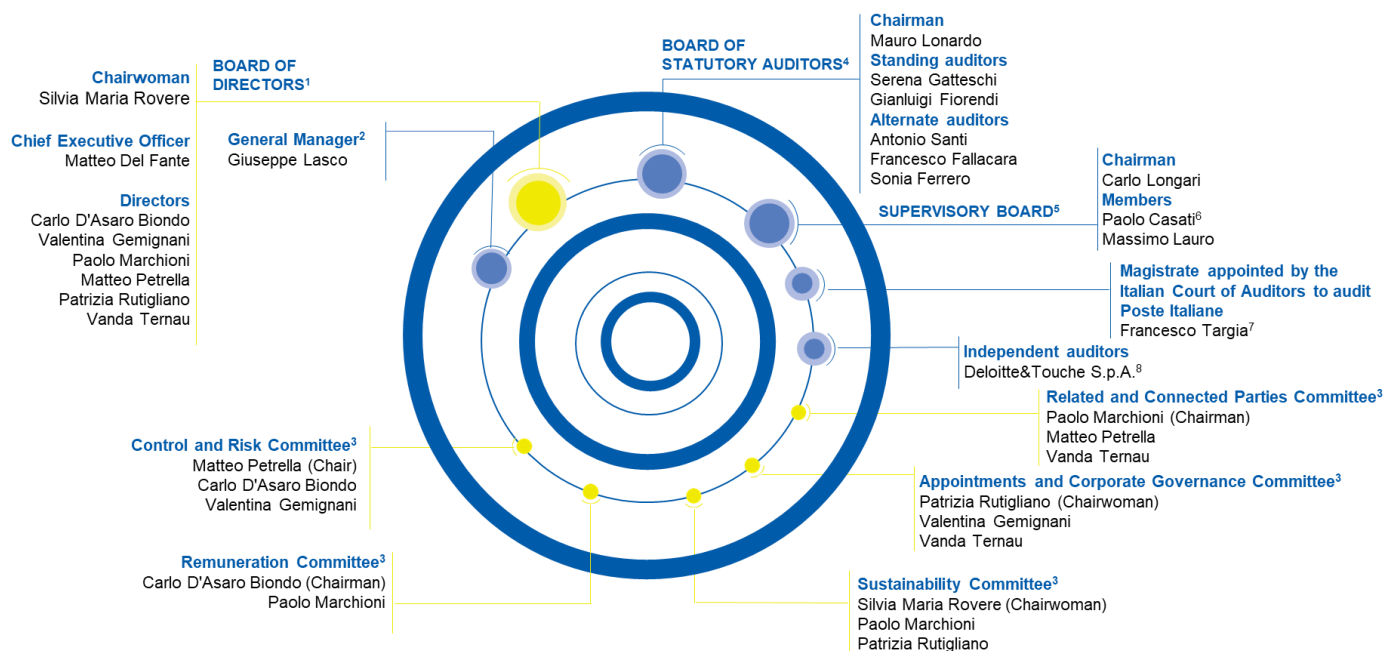 BOARD OF
DIRECTORS¹
Chairwoman
Silvia Maria Rovere
Chief Executive Officer
Matteo Del Fante
Directors
Carlo D'Asaro Biondo
Valentina Gemignani
Paolo Marchioni
Matteo Petrella
Patrizia Rutigliano
Vanda Ternau
General Manager²
Giuseppe Lasco
BOARD OF
STATUTORY AUDITORS⁴
Chairman
Mauro Lonardo
Standing auditors
Serena Gatteschi
Gianluigi Fiorendi
Alternate auditors
Antonio Santi
Francesco Fallacara
Sonia Ferrero
SUPERVISORY BOARD⁵
Chairman
Carlo Longari
Members
Paolo Casati⁶
Massimo Lauro
Magistrate appointed by the
Italian Court of Auditors to audit
Poste Italiane
Francesco Targia⁷
Independent auditors
Deloitte&Touche S.p.A.⁸
Related and Connected Parties Committee³
Paolo Marchioni (Chairman)
Matteo Petrella
Vanda Ternau
Appointments and Corporate Governance Committee³
Patrizia Rutigliano (Chairwoman)
Valentina Gemignani
Vanda Ternau
Sustainability Committee³
Silvia Maria Rovere (Chairwoman)
Paolo Marchioni
Patrizia Rutigliano
Control and Risk Committee³
Matteo Petrella (Chair)
Carlo D'Asaro Biondo
Valentina Gemignani
Remuneration Committee³
Carlo D'Asaro Biondo (Chairman)
Paolo Marchioni